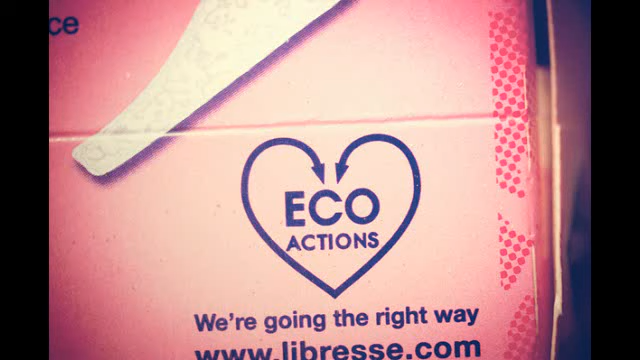 ce
ECO
ACTIONS
We're going the right way
www.libresse.com